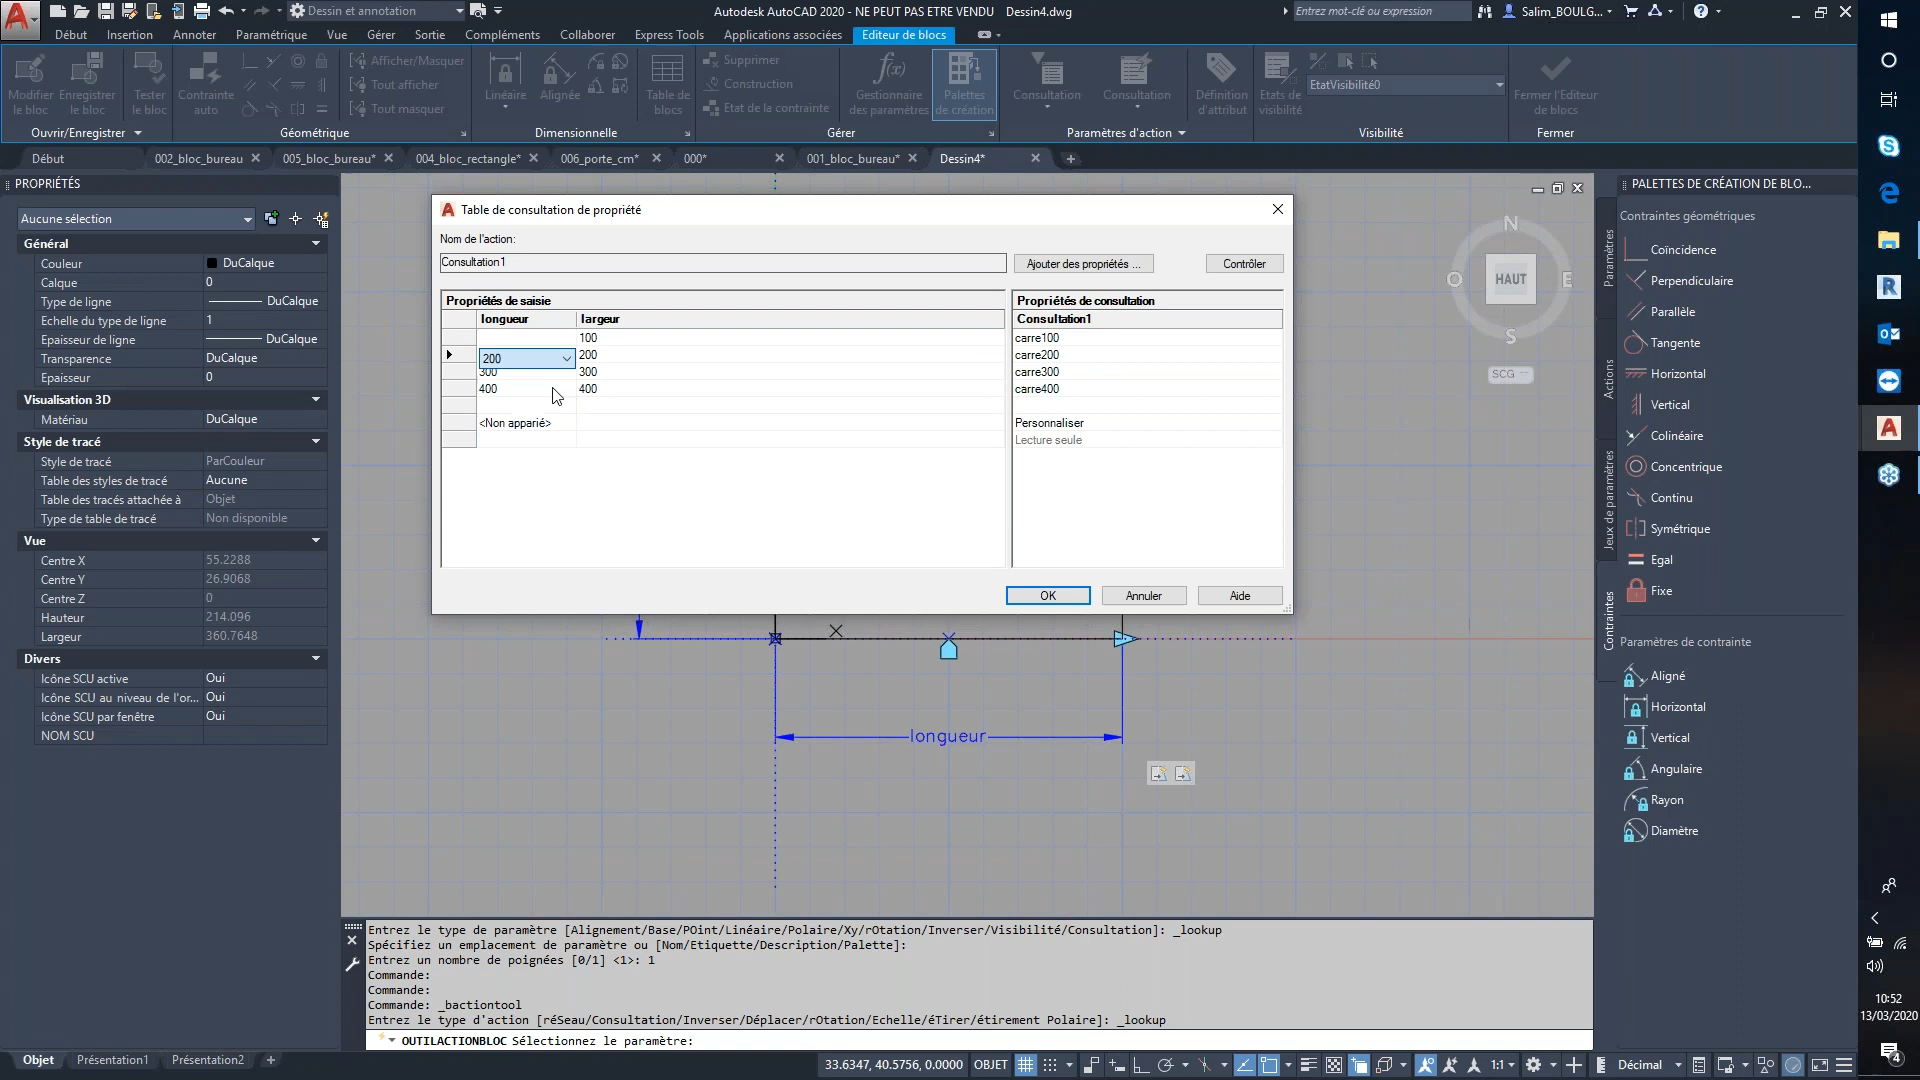 Dessin et annotation
Autodesk AutoCAD 2020 - NE PEUT PAS ETRE VENDU Dessin4.dwg
Entrez mot-clé ou expression
Salim_BOULG...
Début Insertion Annoter Paramétrique Vue Gérer Sortie Compléments Collaborer Express Tools Applications associées Editeur de blocs
Modifier le bloc
Enregistrer le bloc
Tester le bloc
Contrainte auto
Afficher/Masquer
Tout afficher
Tout masquer
Linéaire
Alignée
Table de blocs
Supprimer
Construction
Etat de la contrainte
Gestionnaire des paramètres
Palettes de création
Consultation
Consultation
Définition d'attribut
Etats de visibilité
EtatVisibilité0
Fermer l'Editeur de blocs
Ouvrir/Enregistrer
Géométrique
Dimensionnelle
Gérer
Paramètres d'action
Visibilité
Fermer
Début 002_bloc_bureau 005_bloc_bureau* 004_bloc_rectangle* 006_porte_cm* 000* 001_bloc_bureau* Dessin4*
PROPRIÉTÉS
Aucune sélection
Général
Couleur DuCalque
Calque 0
Type de ligne DuCalque
Echelle du type de ligne 1
Epaisseur de ligne DuCalque
Transparence DuCalque
Epaisseur 0
Visualisation 3D
Matériau DuCalque
Style de tracé
Style de tracé ParCouleur
Table des styles de tracé Aucune
Table des tracés attachée à Objet
Type de table de tracé Non disponible
Vue
Centre X 55.2288
Centre Y 26.9068
Centre Z 0
Hauteur 214.096
Largeur 360.7648
Divers
Icône SCU active Oui
Icône SCU au niveau de l'or... Oui
Icône SCU par fenêtre Oui
NOM SCU
Table de consultation de propriété
Nom de l'action:
Consultation1
Ajouter des propriétés ...
Contrôler
Propriétés de saisie
longueur largeur
100
200 200
300 300
400 400
<Non apparié>
Propriétés de consultation
Consultation1
carre100
carre200
carre300
carre400
Personnaliser
Lecture seule
OK Annuler Aide
longueur
N
O HAUT E
S
SCG
PALETTES DE CRÉATION DE BLO...
Paramètres
Actions
Jeux de paramètres
Contraintes
Contraintes géométriques
Coïncidence
Perpendiculaire
Parallèle
Tangente
Horizontal
Vertical
Colinéaire
Concentrique
Continu
Symétrique
Egal
Fixe
Paramètres de contrainte
Aligné
Horizontal
Vertical
Angulaire
Rayon
Diamètre
Entrez le type de paramètre [Alignement/Base/POint/Linéaire/Polaire/Xy/rOtation/Inverser/Visibilité/Consultation]: _lookup
Spécifiez un emplacement de paramètre ou [Nom/Etiquette/Description/Palette]:
Entrez un nombre de poignées [0/1] <1>: 1
Commande:
Commande:
Commande: _bactiontool
Entrez le type d'action [réSeau/Consultation/Inverser/Déplacer/rOtation/Echelle/éTirer/étirement Polaire]: _lookup
OUTILACTIONBLOC Sélectionnez le paramètre:
Objet Présentation1 Présentation2
33.6347, 40.5756, 0.0000 OBJET
1:1
Décimal
10:52
13/03/2020
4